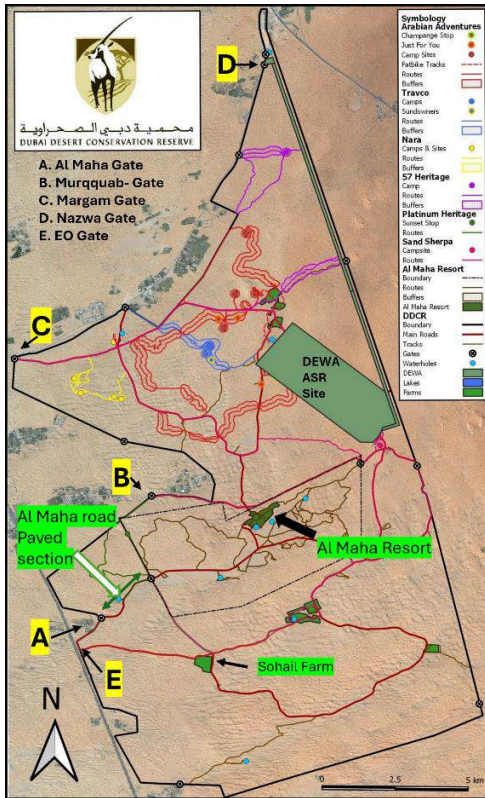 محمية دبي الصحراوية
DUBAI DESERT CONSERVATION RESERVE
A. Al Maha Gate
B. Murqquab- Gate
C. Margam Gate
D. Nazwa Gate
E. EO Gate
D
C
B
A
E
DEWA
ASR
Site
Al Maha road,
Paved
section
Al Maha Resort
Sohail Farm
N
0 2.5 5 km
Symbology
Arabian Adventures
Champange Stop
Just For You
Camp Sites
Fatbike Tracks
Routes
Buffers
Travco
Camps
Sundowners
Routes
Buffers
Nara
Camps & Sites
Routes
Buffers
57 Heritage
Camp
Routes
Buffers
Platinum Heritage
Sunset Stop
Routes
Sand Sherpa
Campsite
Routes
Al Maha Resort
Boundary
Routes
Buffers
Al Maha Resort
DDCR
Boundary
Main Roads
Tracks
Gates
Waterholes
DEWA
Lakes
Farms